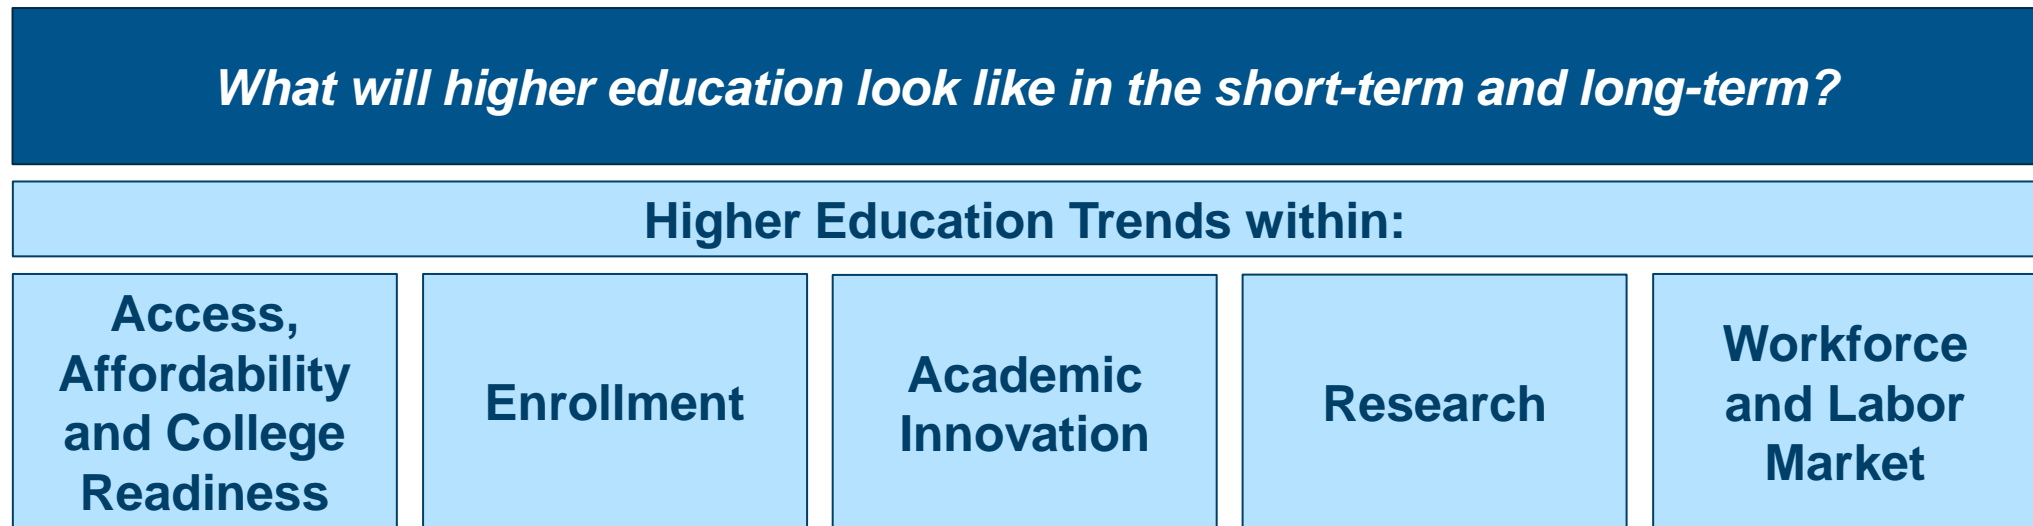 What will higher education look like in the short-term and long-term?
Higher Education Trends within:
Access,
Affordability
and College
Readiness
Enrollment
Academic
Innovation
Research
Workforce
and Labor
Market